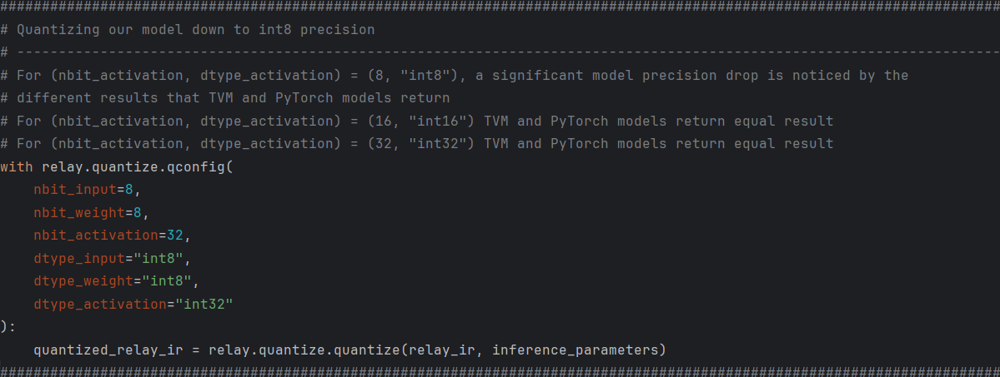 ########################################################################################################################
# Quantizing our model down to int8 precision
# ----------------------------------------------------------------------------------------------------------------------
# For (nbit_activation, dtype_activation) = (8, "int8"), a significant model precision drop is noticed by the
# different results that TVM and PyTorch models return
# For (nbit_activation, dtype_activation) = (16, "int16") TVM and PyTorch models return equal result
# For (nbit_activation, dtype_activation) = (32, "int32") TVM and PyTorch models return equal result
with relay.quantize.qconfig(
    nbit_input=8,
    nbit_weight=8,
    nbit_activation=32,
    dtype_input="int8",
    dtype_weight="int8",
    dtype_activation="int32"
):
    quantized_relay_ir = relay.quantize.quantize(relay_ir, inference_parameters)
########################################################################################################################